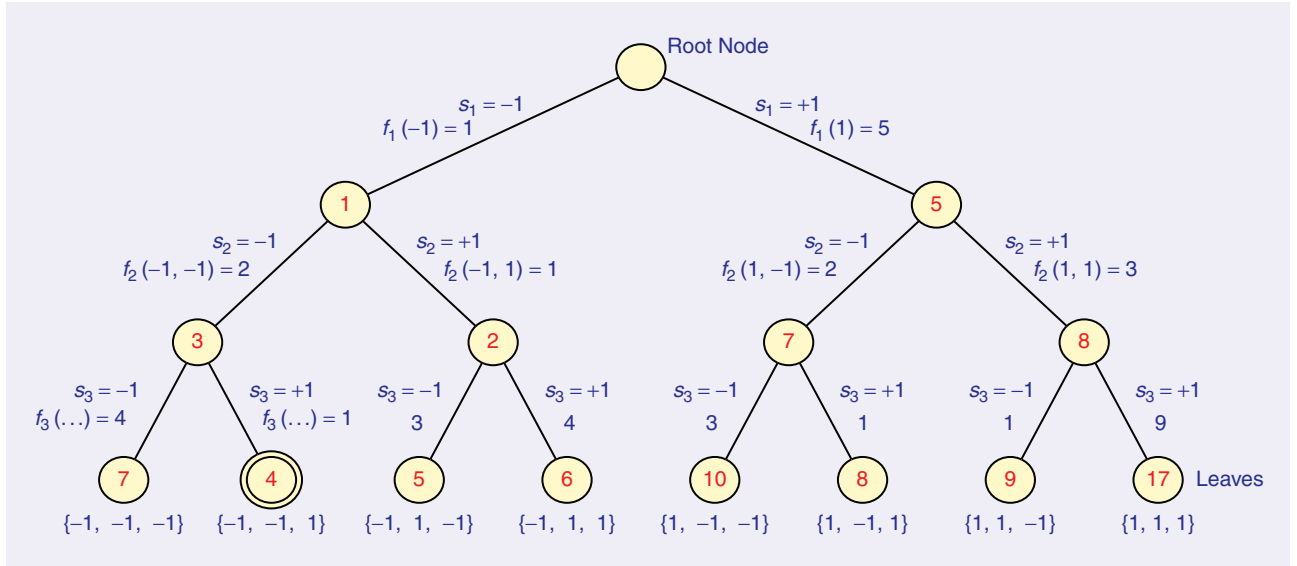 Root Node
s1 = −1
s1 = +1
f1 (−1) = 1
f1 (1) = 5
1
5
s2 = −1
s2 = +1
s2 = −1
s2 = +1
f2 (−1, −1) = 2
f2 (−1, 1) = 1
f2 (1, −1) = 2
f2 (1, 1) = 3
3
2
7
8
s3 = −1
s3 = +1
s3 = −1
s3 = +1
s3 = −1
s3 = +1
s3 = −1
s3 = +1
f3 (…) = 4
f3 (…) = 1
3
4
3
1
1
9
7
4
5
6
10
8
9
17
Leaves
{−1, −1, −1}
{−1, −1, 1}
{−1, 1, −1}
{−1, 1, 1}
{1, −1, −1}
{1, −1, 1}
{1, 1, −1}
{1, 1, 1}